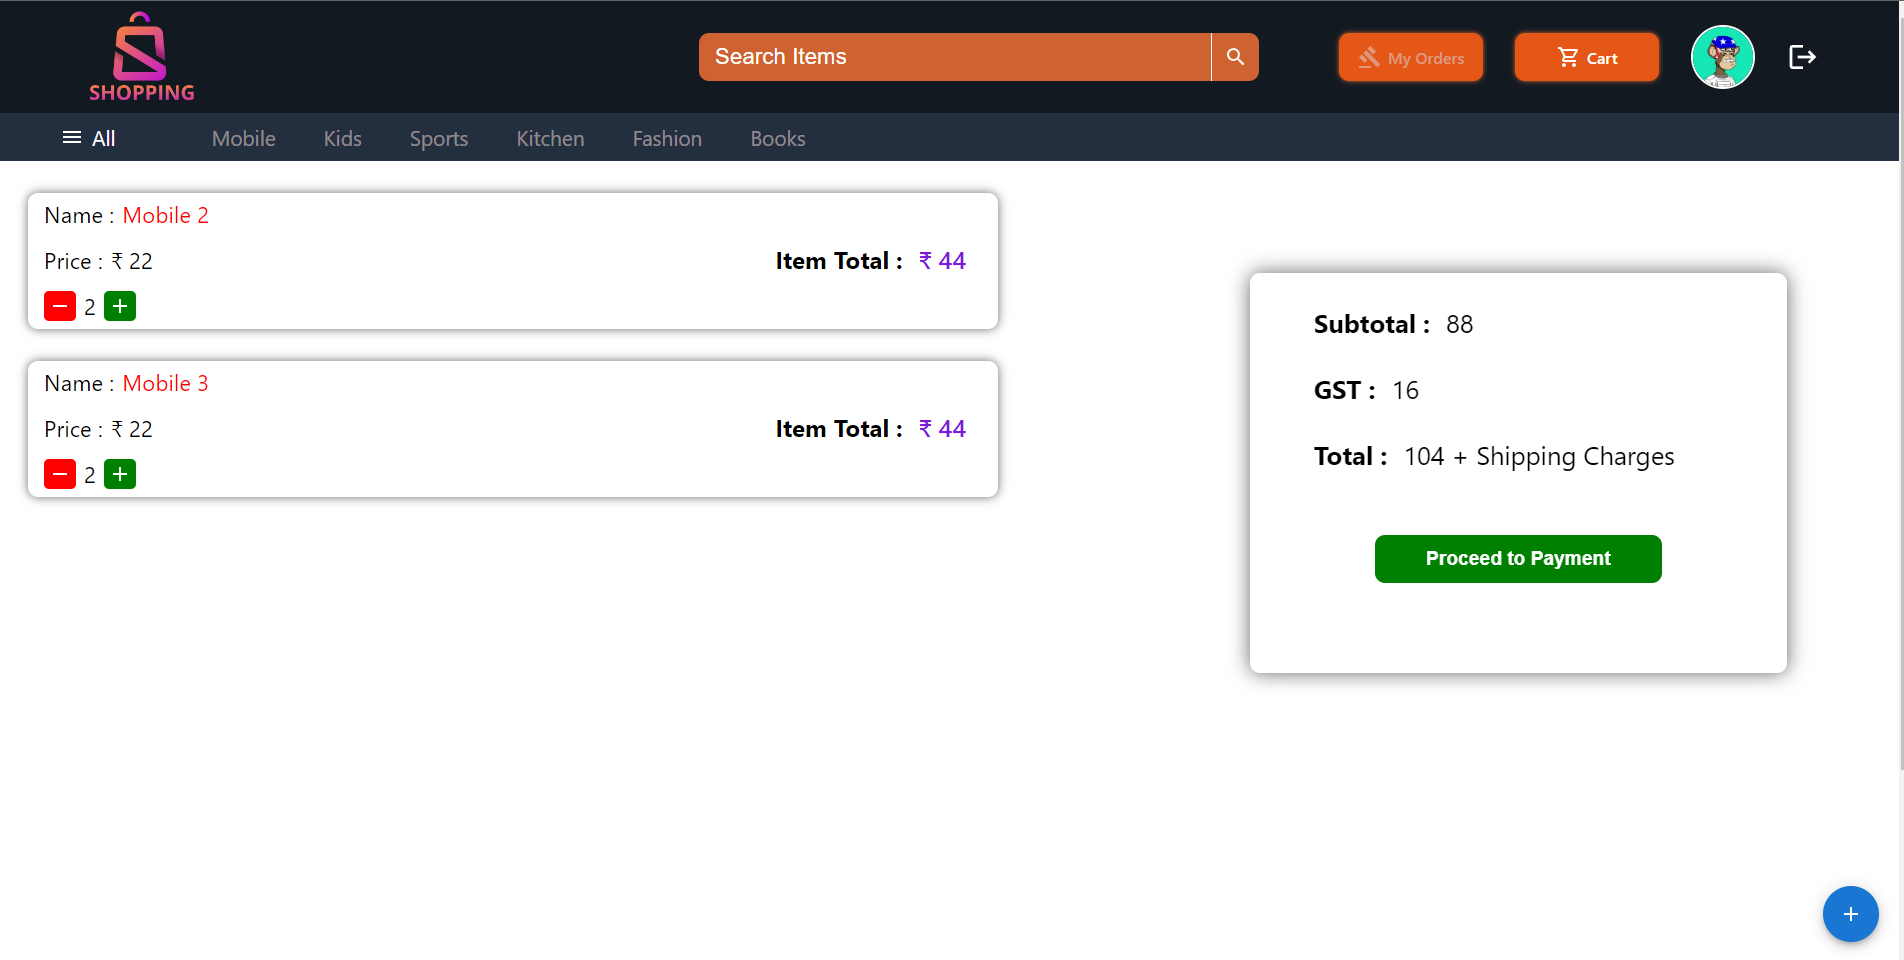 SHOPPING
Search Items
My Orders
Cart
All Mobile Kids Sports Kitchen Fashion Books
Name : Mobile 2
Price : ₹ 22
Item Total : ₹ 44
2
Name : Mobile 3
Price : ₹ 22
Item Total : ₹ 44
2
Subtotal : 88
GST : 16
Total : 104 + Shipping Charges
Proceed to Payment